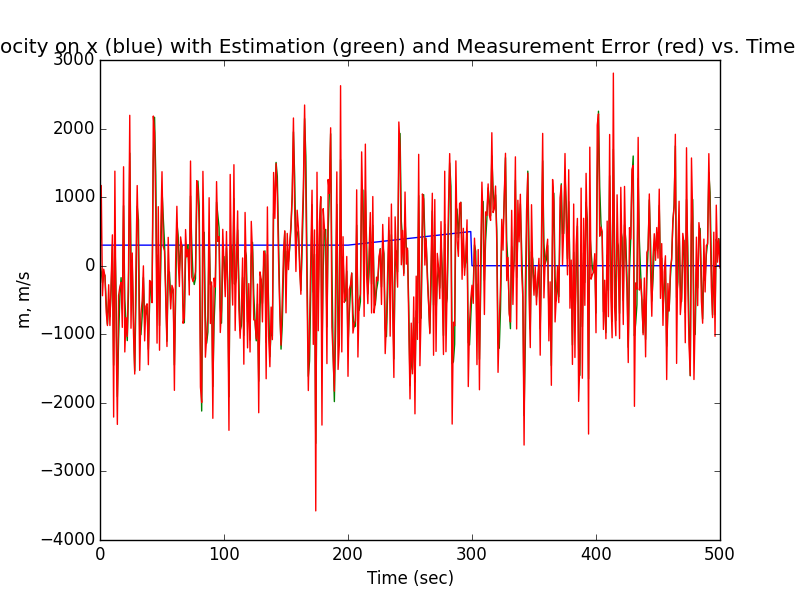 ocity on x (blue) with Estimation (green) and Measurement Error (red) vs. Time
3000
2000
1000
0
−1000
−2000
−3000
−4000
m, m/s
0 100 200 300 400 500
Time (sec)